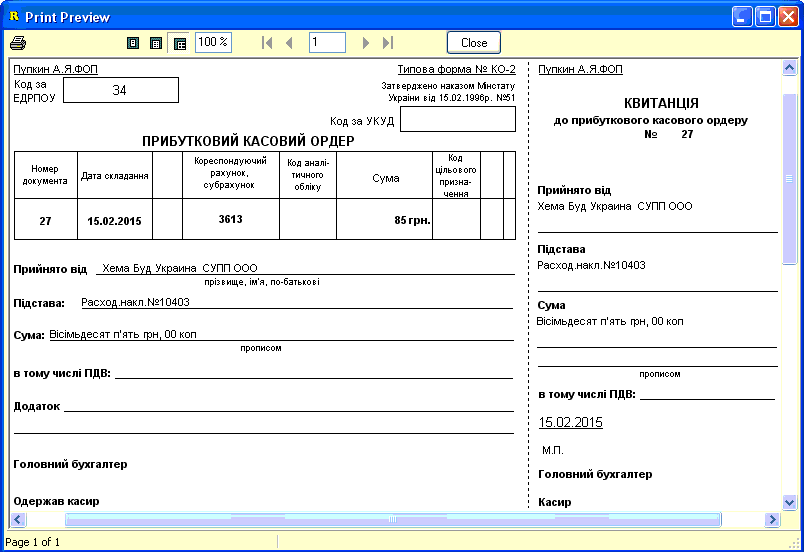 Print Preview
100 %
1
Close
Пупкин А.Я.ФОП
Типова форма № КО-2
Код за
ЕДРПОУ
34
Затверджено наказом Мінстату
України від 15.02.1996р. №51
Код за УКУД
ПРИБУТКОВИЙ КАСОВИЙ ОРДЕР
Номер
документа
Дата складання
Кореспондуючий
рахунок,
субрахунок
Код аналі-
тичного
обліку
Сума
Код
цільового
призна-
чення
27
15.02.2015
3613
85 грн.
Прийнято від Хема Буд Украина СУПП ООО
прізвище, ім'я, по-батькові
Підстава: Расход.накл.№10403
Сума: Вісімьдесят п'ять грн, 00 коп
прописом
в тому числі ПДВ:
Додаток
Головний бухгалтер
Одержав касир
Пупкин А.Я.ФОП
КВИТАНЦІЯ
до прибуткового касового ордеру
№ 27
Прийнято від
Хема Буд Украина СУПП ООО
Підстава
Расход.накл.№10403
Сума
Вісімьдесят п'ять грн, 00 коп
прописом
в тому числі ПДВ:
15.02.2015
М.П.
Головний бухгалтер
Касир
Page 1 of 1